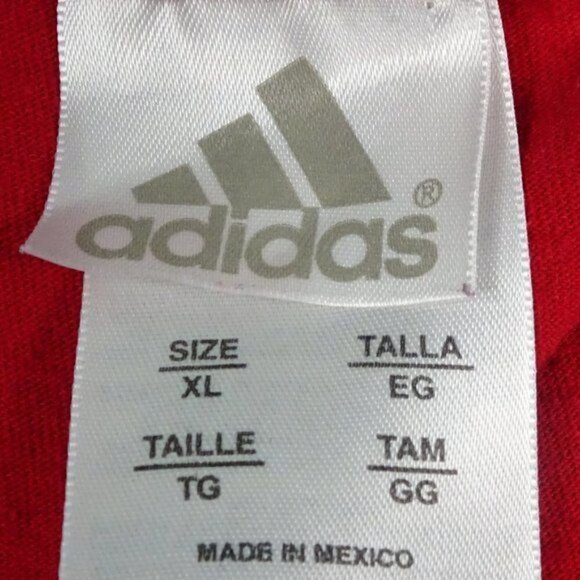 adidas®
SIZE TALLA
XL EG
TAILLE TAM
TG GG
MADE IN MEXICO